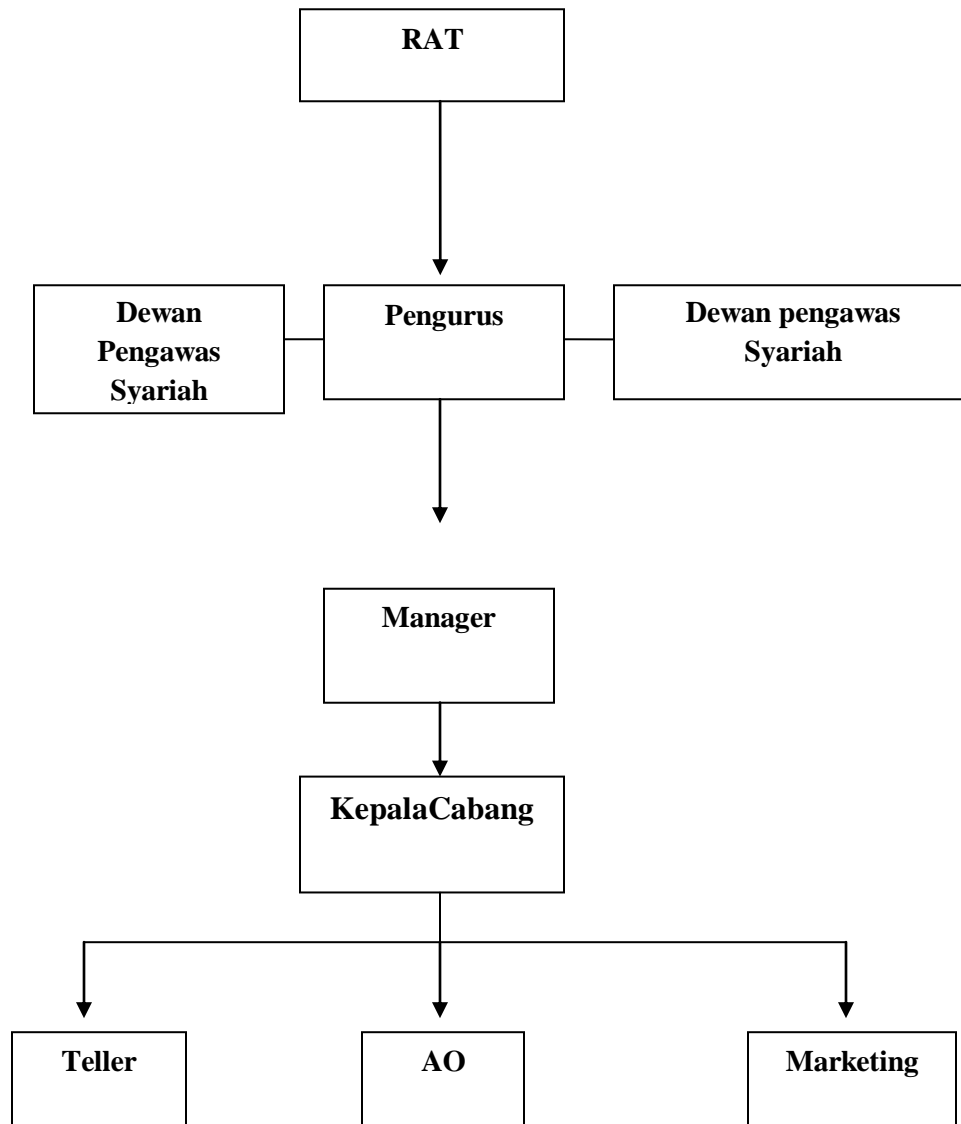 RAT
Dewan
Pengawas
Syariah
Pengurus
Dewan pengawas
Syariah
Manager
KepalaCabang
Teller
AO
Marketing